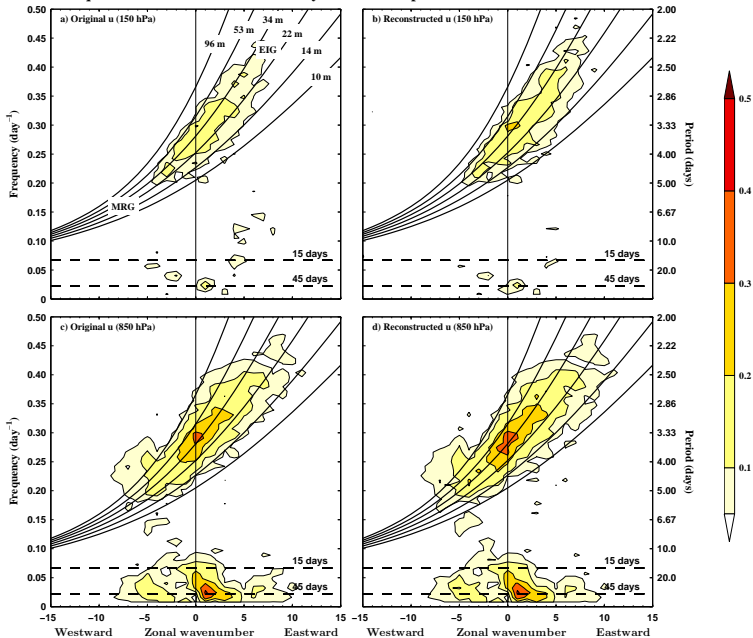 a) Original u (150 hPa)
96 m
53 m
34 m
22 m
14 m
10 m
EIG
MRG
15 days
45 days
Frequency (day⁻¹)
0.50
0.45
0.40
0.35
0.30
0.25
0.20
0.15
0.10
0.05
0
b) Reconstructed u (150 hPa)
15 days
45 days
2.00
2.22
2.50
2.86
3.33
4.00
5.00
6.67
10.0
20.0
Period (days)
c) Original u (850 hPa)
15 days
45 days
Frequency (day⁻¹)
0.50
0.45
0.40
0.35
0.30
0.25
0.20
0.15
0.10
0.05
0
−15 −10 −5 0 5 10 15
Westward Zonal wavenumber Eastward
d) Reconstructed u (850 hPa)
15 days
45 days
2.00
2.22
2.50
2.86
3.33
4.00
5.00
6.67
10.0
20.0
Period (days)
−15 −10 −5 0 5 10 15
Westward Zonal wavenumber Eastward
0.5
0.4
0.3
0.2
0.1